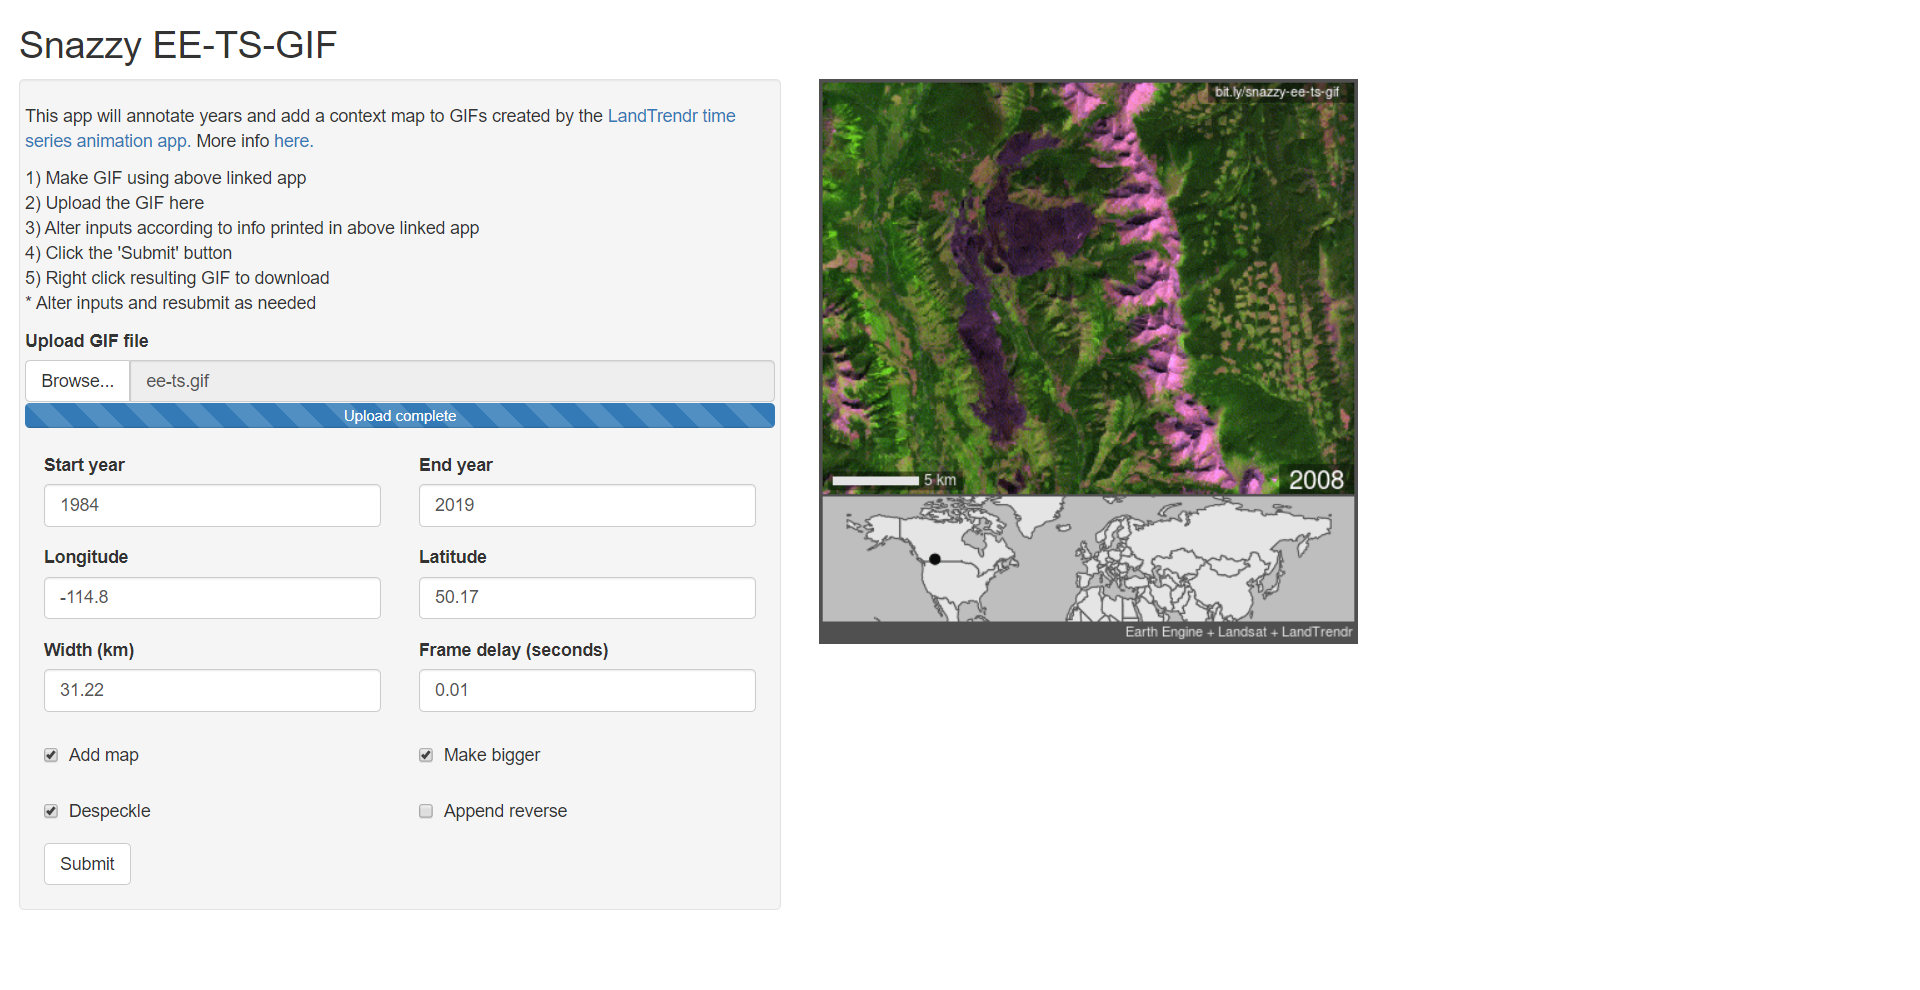 Snazzy EE-TS-GIF
This app will annotate years and add a context map to GIFs created by the LandTrendr time
series animation app. More info here.
1) Make GIF using above linked app
2) Upload the GIF here
3) Alter inputs according to info printed in above linked app
4) Click the 'Submit' button
5) Right click resulting GIF to download
* Alter inputs and resubmit as needed
Upload GIF file
Browse... ee-ts.gif
Upload complete
Start year End year
1984 2019
Longitude Latitude
-114.8 50.17
Width (km) Frame delay (seconds)
31.22 0.01
Add map Make bigger
Despeckle Append reverse
Submit
bit.ly/snazzy-ee-ts-gif
5 km 2008
Earth Engine + Landsat + LandTrendr